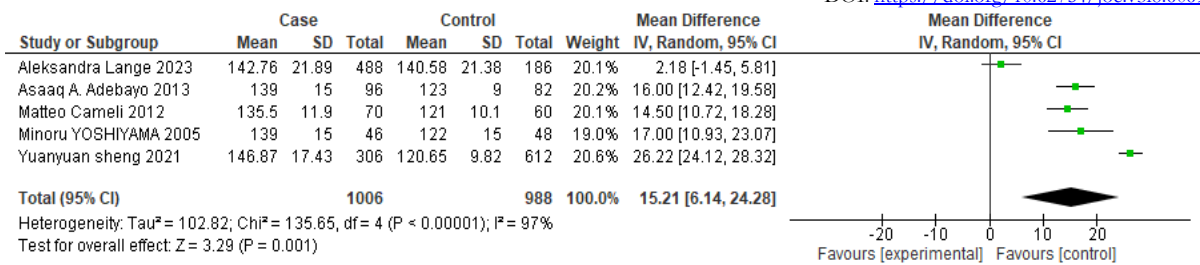 DOI: https://doi.org/10.62754/joe.v3i8.
Case Control Mean Difference Mean Difference
Study or Subgroup Mean SD Total Mean SD Total Weight IV, Random, 95% CI IV, Random, 95% CI
Aleksandra Lange 2023 142.76 21.89 488 140.58 21.38 186 20.1% 2.18 [-1.45, 5.81]
Asaaq A. Adebayo 2013 139 15 96 123 9 82 20.2% 16.00 [12.42, 19.58]
Matteo Cameli 2012 135.5 11.9 70 121 10.1 60 20.1% 14.50 [10.72, 18.28]
Minoru YOSHIYAMA 2005 139 15 46 122 15 48 19.0% 17.00 [10.93, 23.07]
Yuanyuan sheng 2021 146.87 17.43 306 120.65 9.82 612 20.6% 26.22 [24.12, 28.32]
Total (95% CI) 1006 988 100.0% 15.21 [6.14, 24.28]
Heterogeneity: Tau² = 102.82; Chi² = 135.65, df = 4 (P < 0.00001); I² = 97%
Test for overall effect: Z = 3.29 (P = 0.001)
-20 -10 0 10 20
Favours [experimental] Favours [control]